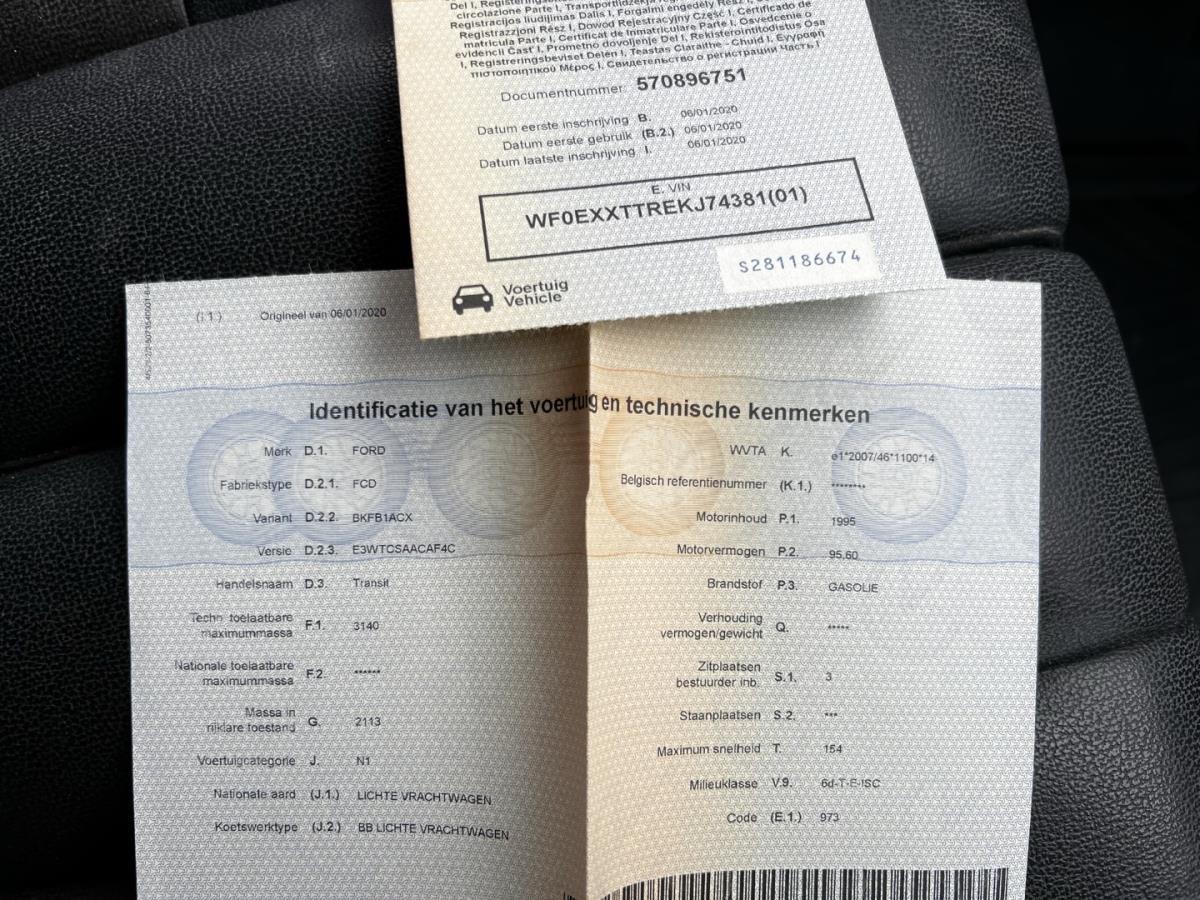 Del I, Registreringsattest
circolazione Parte I, Transportlīdzekļa
Registracijos liudijimas Dalis I, Forgalmi engedély Rész I,
Registrazzjoni Rész I, Dowód Rejestracyjny Część I, Certificado de
matrícula Parte I, Certificat de Inmatriculare Parte I, Osvedcenie o
evidencii Časť I, Prometno dovoljenje Del I, Rekisteröintitodistus Osa
I, Registreringsbeviset Delen I, Teastas Claraithe - Chuid I, Εγγραφή
πιστοποιητικού Μέρος I, Свидетелство о регистрации Часть I
Documentnummer 570896751
Datum eerste inschrijving B. 06/01/2020
Datum eerste gebruik (B.2.) 06/01/2020
Datum laatste inschrijving I. 06/01/2020
E. VIN
WF0EXXTTREKJ74381(01)
S281186674
Voertuig
Vehicle
(i.1.) Origineel van 06/01/2020
Identificatie van het voertuig en technische kenmerken
Merk D.1. FORD
Fabriekstype D.2.1. FCD
Variant D.2.2. BKFB1ACX
Versie D.2.3. E3WTCSAACAF4C
Handelsnaam D.3. Transit
Techn. toelaatbare
maximummassa F.1. 3140
Nationale toelaatbare
maximummassa F.2. ******
Massa in
rijklare toestand G. 2113
Voertuigcategorie J. N1
Nationale aard (J.1.) LICHTE VRACHTWAGEN
Koetswerktype (J.2.) BB LICHTE VRACHTWAGEN
WVTA K. e1*2007/46*1100*14
Belgisch referentienummer (K.1.) ********
Motorinhoud P.1. 1995
Motorvermogen P.2. 95.60
Brandstof P.3. GASOLIE
Verhouding
vermogen/gewicht Q. *****
Zitplaatsen
bestuurder inb. S.1. 3
Staanplaatsen S.2. ***
Maximum snelheid T. 154
Milieuklasse V.9. 6d-T-E-ISC
Code (E.1.) 973